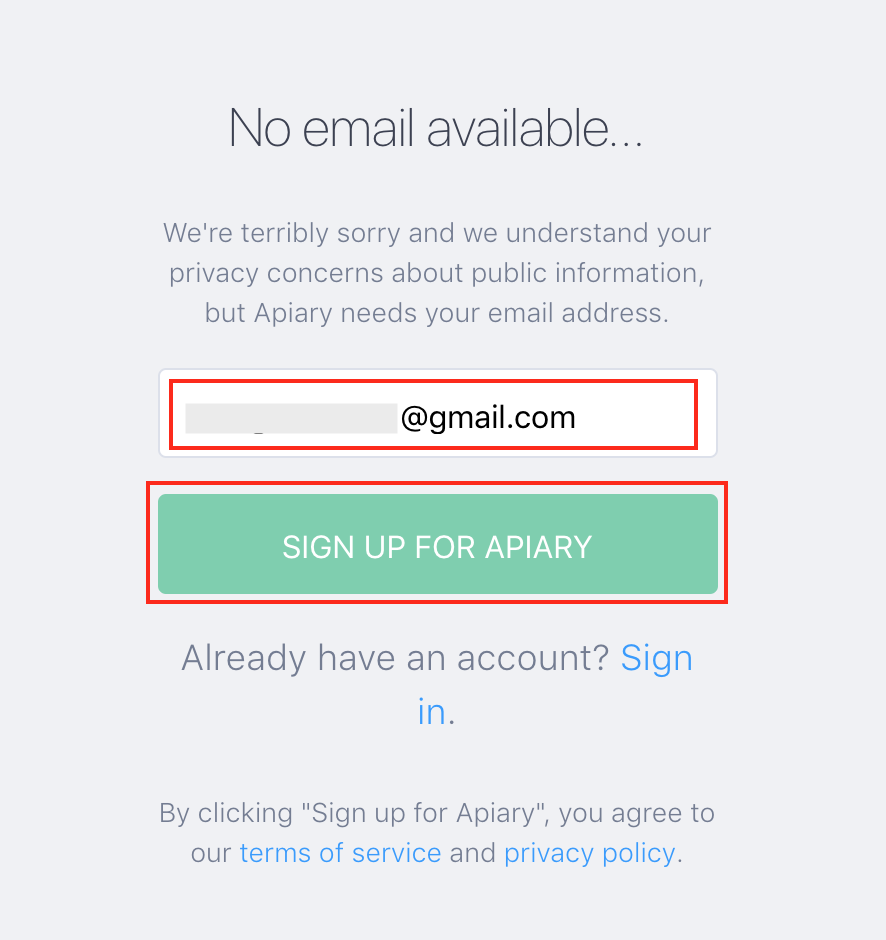 No email available...
We're terribly sorry and we understand your
privacy concerns about public information,
but Apiary needs your email address.
@gmail.com
SIGN UP FOR APIARY
Already have an account? Sign
in.
By clicking "Sign up for Apiary", you agree to
our terms of service and privacy policy.